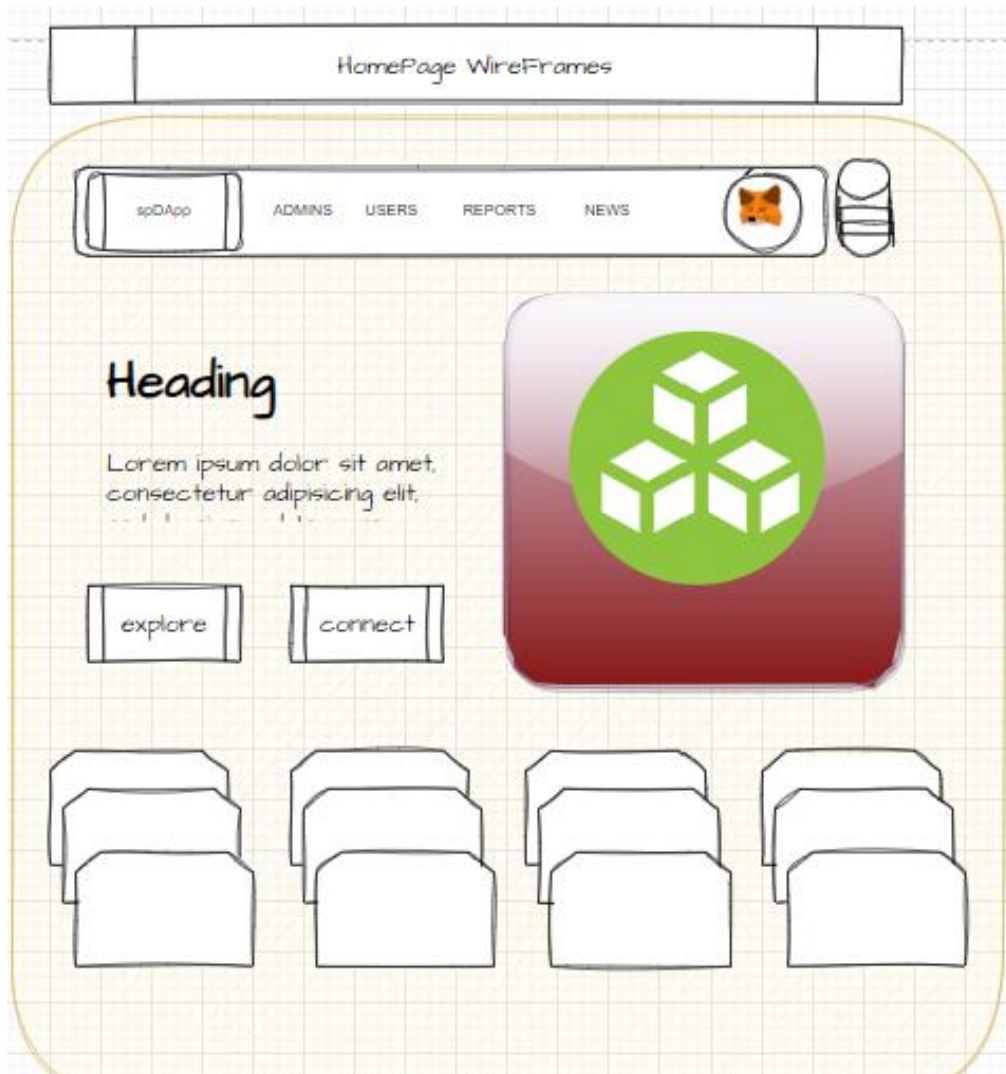 HomePage WireFrames
spDApp ADMINS USERS REPORTS NEWS
Heading
Lorem ipsum dolor sit amet,
consectetur adipisicing elit,
explore connect